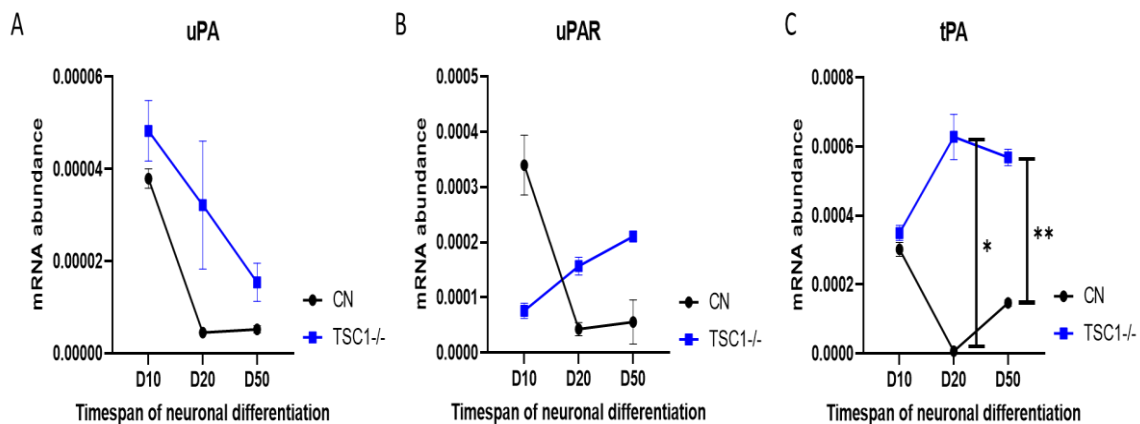 A
uPA
mRNA abundance
0.00006
0.00004
0.00002
0.00000
D10 D20 D50
Timespan of neuronal differentiation
CN
TSC1-/-
B
uPAR
mRNA abundance
0.0005
0.0004
0.0003
0.0002
0.0001
0.0000
D10 D20 D50
Timespan of neuronal differentiation
CN
TSC1-/-
C
tPA
mRNA abundance
0.0008
0.0006
0.0004
0.0002
0.0000
D10 D20 D50
Timespan of neuronal differentiation
*
**
CN
TSC1-/-